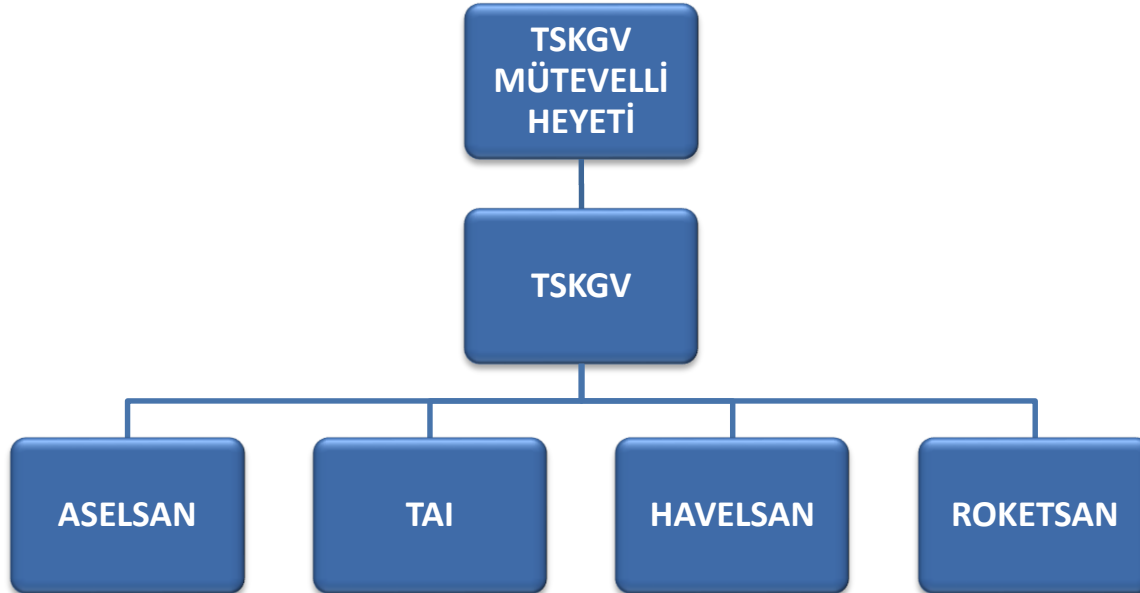 TSKGV
MÜTEVELLİ
HEYETİ
TSKGV
ASELSAN
TAI
HAVELSAN
ROKETSAN